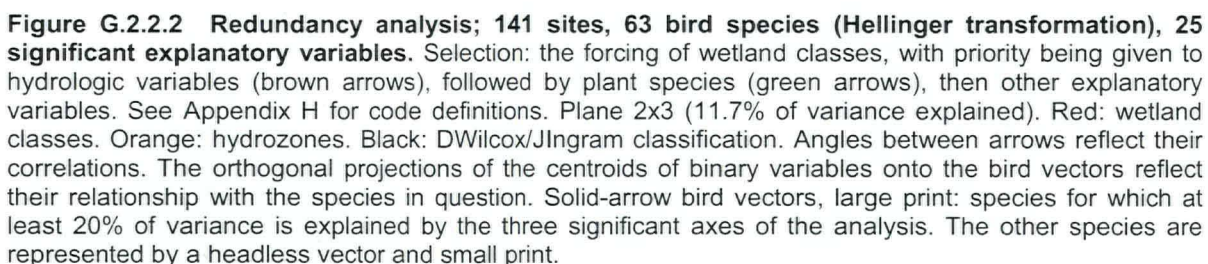 Figure G.2.2.2 Redundancy analysis; 141 sites, 63 bird species (Hellinger transformation), 25
significant explanatory variables. Selection: the forcing of wetland classes, with priority being given to
hydrologic variables (brown arrows), followed by plant species (green arrows), then other explanatory
variables. See Appendix H for code definitions. Plane 2x3 (11.7% of variance explained). Red: wetland
classes. Orange: hydrozones. Black: DWilcox/JIngram classification. Angles between arrows reflect their
correlations. The orthogonal projections of the centroids of binary variables onto the bird vectors reflect
their relationship with the species in question. Solid-arrow bird vectors, large print: species for which at
least 20% of variance is explained by the three significant axes of the analysis. The other species are
represented by a headless vector and small print.